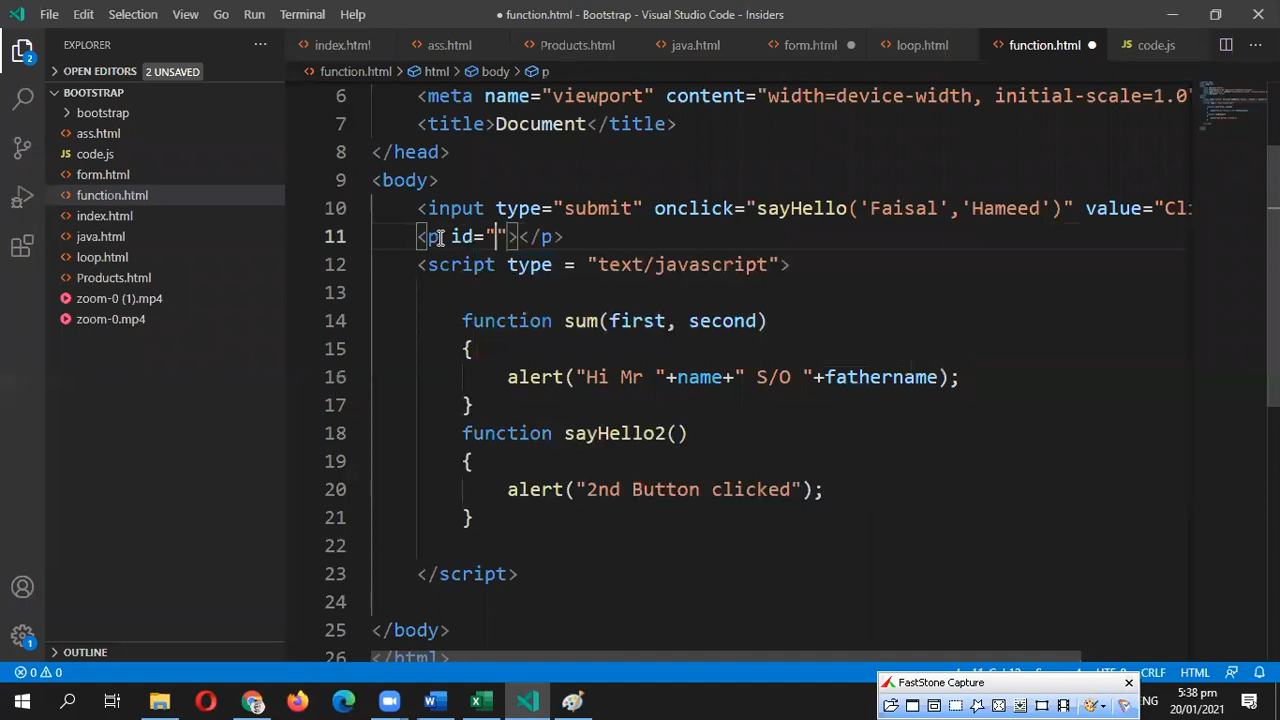 File Edit Selection View Go Run Terminal Help
● function.html - Bootstrap - Visual Studio Code - Insiders
EXPLORER
index.html ass.html Products.html java.html form.html loop.html function.html code.js
OPEN EDITORS 2 UNSAVED
function.html > html > body > p
BOOTSTRAP
bootstrap
ass.html
code.js
form.html
function.html
index.html
java.html
loop.html
Products.html
zoom-0 (1).mp4
zoom-0.mp4
OUTLINE
6 <meta name="viewport" content="width=device-width, initial-scale=1.0"
7 <title>Document</title>
8 </head>
9 <body>
10 <input type="submit" onclick="sayHello('Faisal','Hameed')" value="Cli
11 <p id=""></p>
12 <script type = "text/javascript">
13
14 function sum(first, second)
15 {
16 alert("Hi Mr "+name+" S/O "+fathername);
17 }
18 function sayHello2()
19 {
20 alert("2nd Button clicked");
21 }
22
23 </script>
24
25 </body>
26 </html>
2
1
0 0
CRLF HTML
FastStone Capture
ENG
5:38 pm
20/01/2021